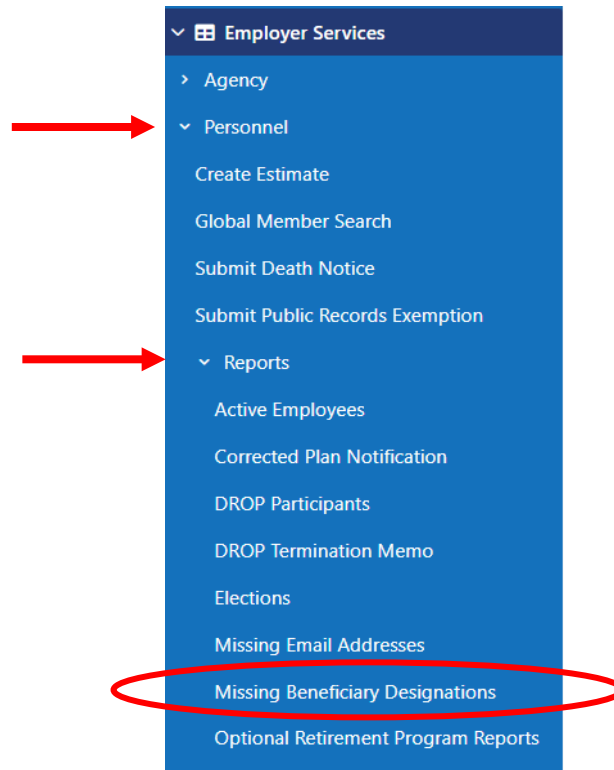 Employer Services
Agency
Personnel
Create Estimate
Global Member Search
Submit Death Notice
Submit Public Records Exemption
Reports
Active Employees
Corrected Plan Notification
DROP Participants
DROP Termination Memo
Elections
Missing Email Addresses
Missing Beneficiary Designations
Optional Retirement Program Reports